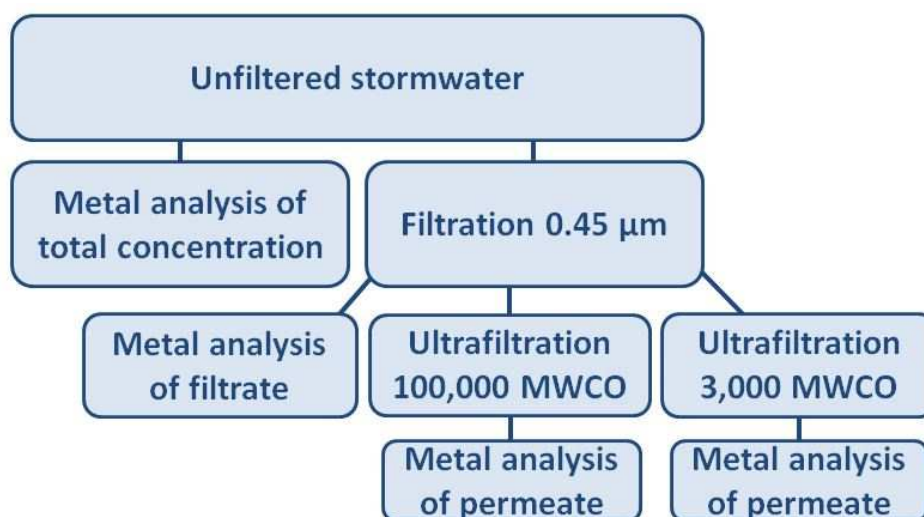 Unfiltered stormwater
Metal analysis of
total concentration
Filtration 0.45 µm
Metal analysis
of filtrate
Ultrafiltration
100,000 MWCO
Ultrafiltration
3,000 MWCO
Metal analysis
of permeate
Metal analysis
of permeate